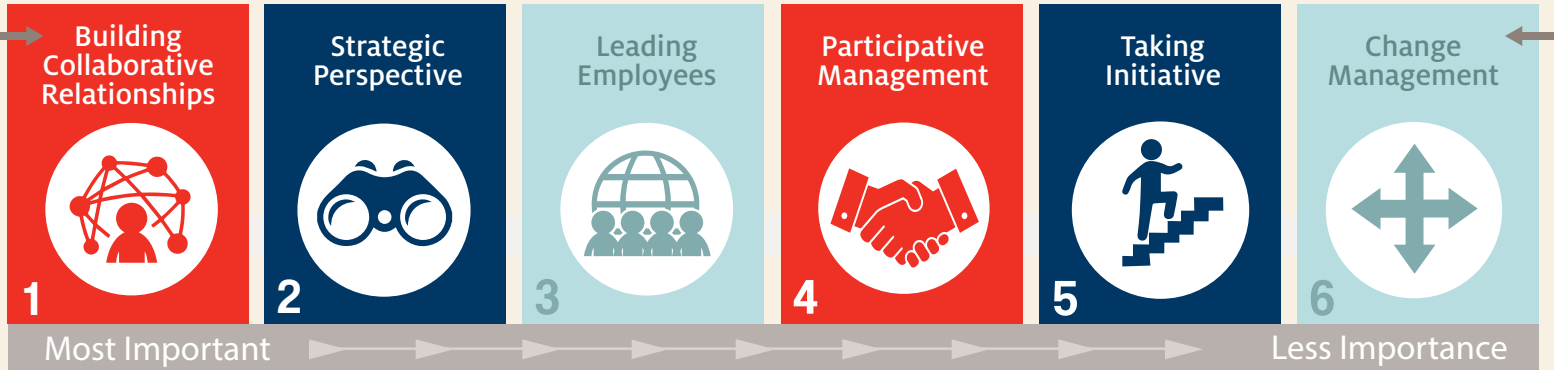 Building
Collaborative
Relationships
1
Strategic
Perspective
2
Leading
Employees
3
Participative
Management
4
Taking
Initiative
5
Change
Management
6
Most Important
Less Importance